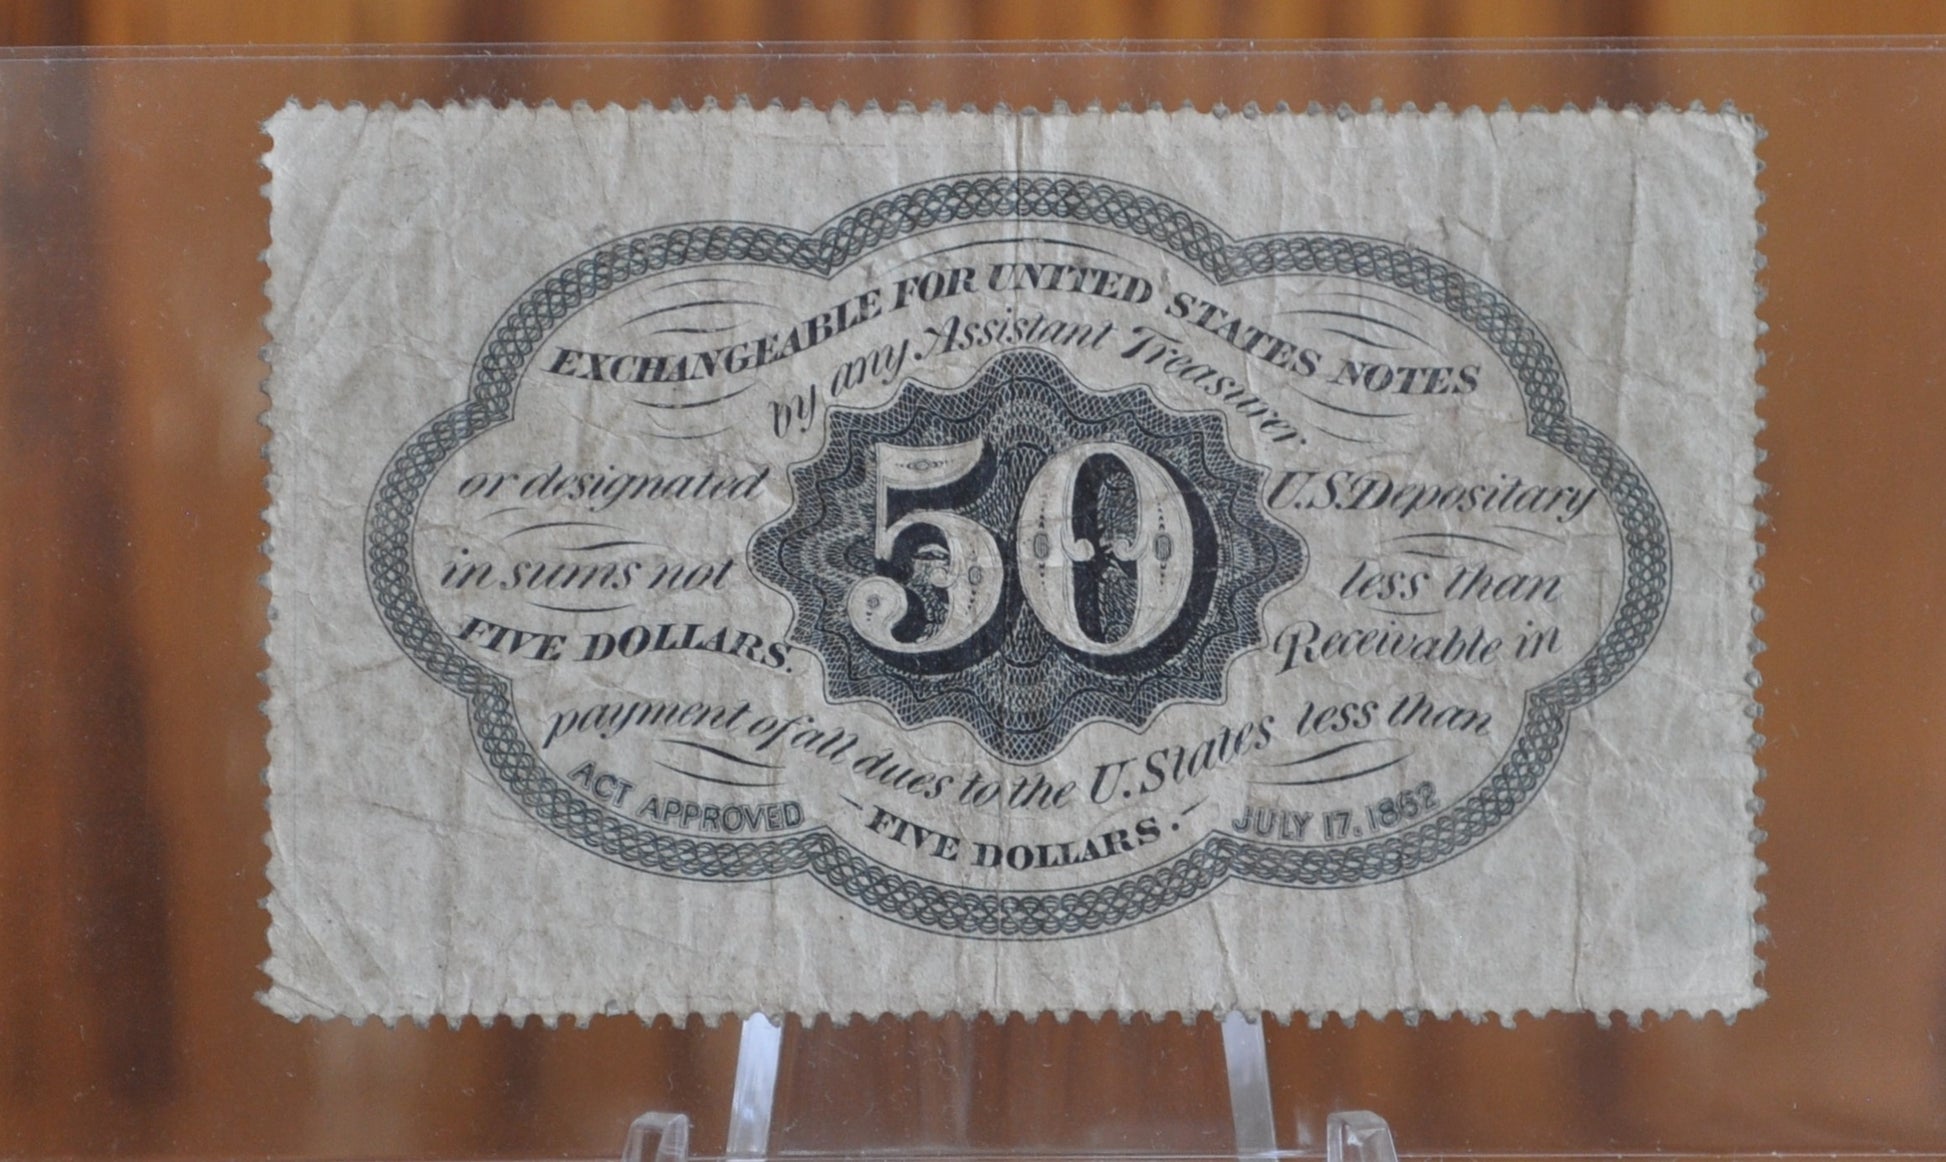 EXCHANGEABLE FOR UNITED STATES NOTES
by any Assistant Treasurer
or designated U.S. Depositary
in sums not less than
FIVE DOLLARS. Receivable in
payment of all dues to the U. States less than
FIVE DOLLARS.
50
ACT APPROVED JULY 17. 1862